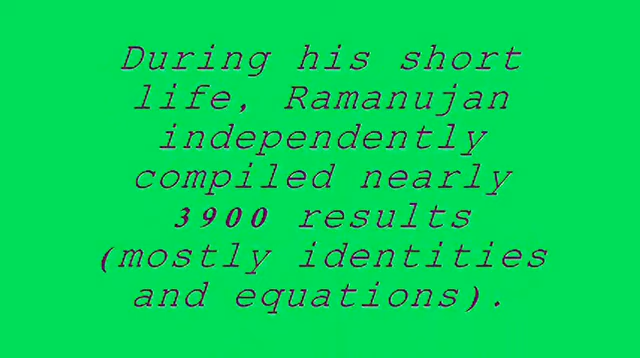 During his short
life, Ramanujan
independently
compiled nearly
3900 results
(mostly identities
and equations).